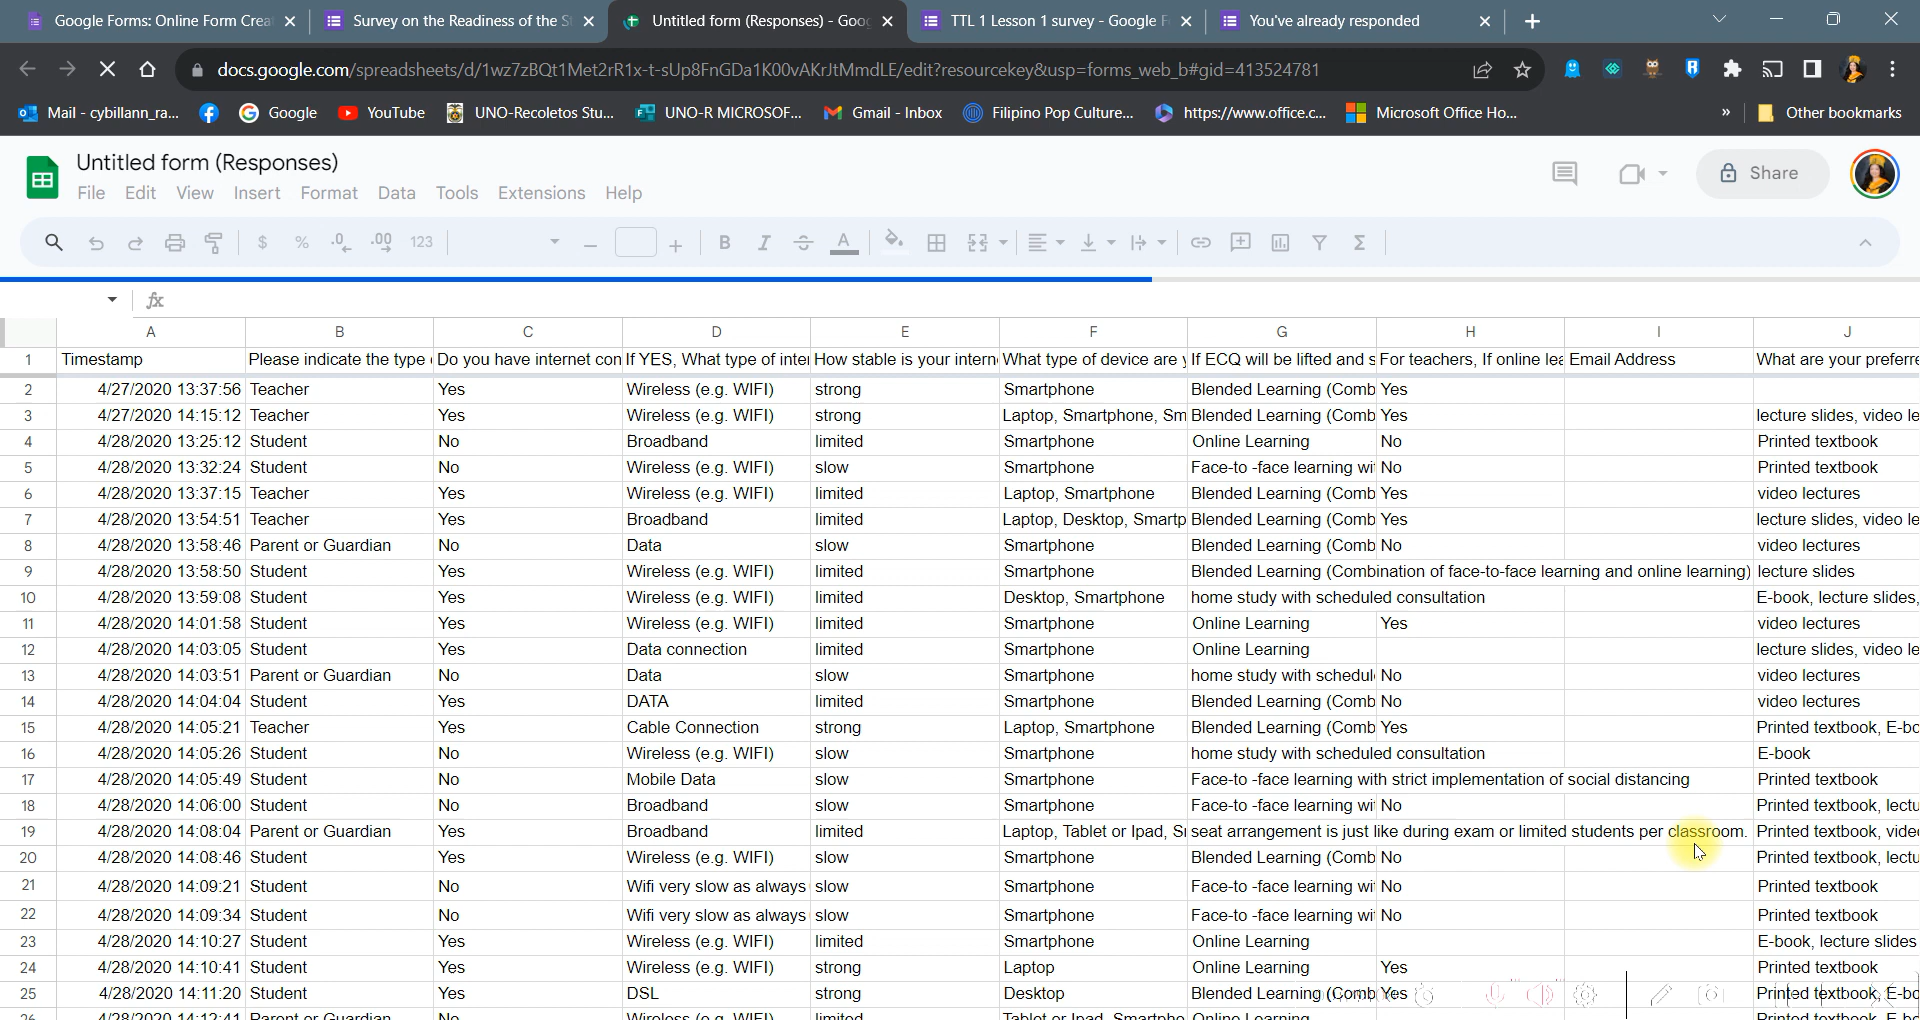 Google Forms: Online Form Crea
Survey on the Readiness of the S
Untitled form (Responses) - Goo
TTL 1 Lesson 1 survey - Google F
You've already responded
docs.google.com/spreadsheets/d/1wz7zBQt1Met2rR1x-t-sUp8FnGDa1K00vAKrJtMmdLE/edit?resourcekey&usp=forms_web_b#gid=413524781
Mail - cybillann_ra... Google YouTube UNO-Recoletos Stu... UNO-R MICROSOF... Gmail - Inbox Filipino Pop Culture... https://www.office.c... Microsoft Office Ho... » Other bookmarks
Untitled form (Responses)
File Edit View Insert Format Data Tools Extensions Help
Share
$ % .0 .00 123 B I A Σ
fx
A B C D E F G H I J
1 Timestamp Please indicate the type Do you have internet con If YES, What type of inte How stable is your intern What type of device are y If ECQ will be lifted and s For teachers, If online lea Email Address What are your preferre
2 4/27/2020 13:37:56 Teacher Yes Wireless (e.g. WIFI) strong Smartphone Blended Learning (Comb Yes
3 4/27/2020 14:15:12 Teacher Yes Wireless (e.g. WIFI) strong Laptop, Smartphone, Sm Blended Learning (Comb Yes lecture slides, video le
4 4/28/2020 13:25:12 Student No Broadband limited Smartphone Online Learning No Printed textbook
5 4/28/2020 13:32:24 Student No Wireless (e.g. WIFI) slow Smartphone Face-to -face learning wi No Printed textbook
6 4/28/2020 13:37:15 Teacher Yes Wireless (e.g. WIFI) limited Laptop, Smartphone Blended Learning (Comb Yes video lectures
7 4/28/2020 13:54:51 Teacher Yes Broadband limited Laptop, Desktop, Smartp Blended Learning (Comb Yes lecture slides, video le
8 4/28/2020 13:58:46 Parent or Guardian No Data slow Smartphone Blended Learning (Comb No video lectures
9 4/28/2020 13:58:50 Student Yes Wireless (e.g. WIFI) limited Smartphone Blended Learning (Combination of face-to-face learning and online learning) lecture slides
10 4/28/2020 13:59:08 Student Yes Wireless (e.g. WIFI) limited Desktop, Smartphone home study with scheduled consultation E-book, lecture slides,
11 4/28/2020 14:01:58 Student Yes Wireless (e.g. WIFI) limited Smartphone Online Learning Yes video lectures
12 4/28/2020 14:03:05 Student Yes Data connection limited Smartphone Online Learning lecture slides, video le
13 4/28/2020 14:03:51 Parent or Guardian No Data slow Smartphone home study with schedul No video lectures
14 4/28/2020 14:04:04 Student Yes DATA limited Smartphone Blended Learning (Comb No video lectures
15 4/28/2020 14:05:21 Teacher Yes Cable Connection strong Laptop, Smartphone Blended Learning (Comb Yes Printed textbook, E-bo
16 4/28/2020 14:05:26 Student No Wireless (e.g. WIFI) slow Smartphone home study with scheduled consultation E-book
17 4/28/2020 14:05:49 Student No Mobile Data slow Smartphone Face-to -face learning with strict implementation of social distancing Printed textbook
18 4/28/2020 14:06:00 Student No Broadband slow Smartphone Face-to -face learning wi No Printed textbook, lectu
19 4/28/2020 14:08:04 Parent or Guardian Yes Broadband limited Laptop, Tablet or Ipad, S seat arrangement is just like during exam or limited students per classroom. Printed textbook, vide
20 4/28/2020 14:08:46 Student Yes Wireless (e.g. WIFI) slow Smartphone Blended Learning (Comb No Printed textbook, lectu
21 4/28/2020 14:09:21 Student No Wifi very slow as always slow Smartphone Face-to -face learning wi No Printed textbook
22 4/28/2020 14:09:34 Student No Wifi very slow as always slow Smartphone Face-to -face learning wi No Printed textbook
23 4/28/2020 14:10:27 Student Yes Wireless (e.g. WIFI) limited Smartphone Online Learning E-book, lecture slides
24 4/28/2020 14:10:41 Student Yes Wireless (e.g. WIFI) strong Laptop Online Learning Yes Printed textbook
25 4/28/2020 14:11:20 Student Yes DSL strong Desktop Blended Learning (Comb Yes Printed textbook, E-bo
26 4/28/2020 14:12:41 Parent or Guardian No Wireless (e.g. WIFI) limited Tablet or Ipad, Smartpho Online Learning Printed textbook, E-bo